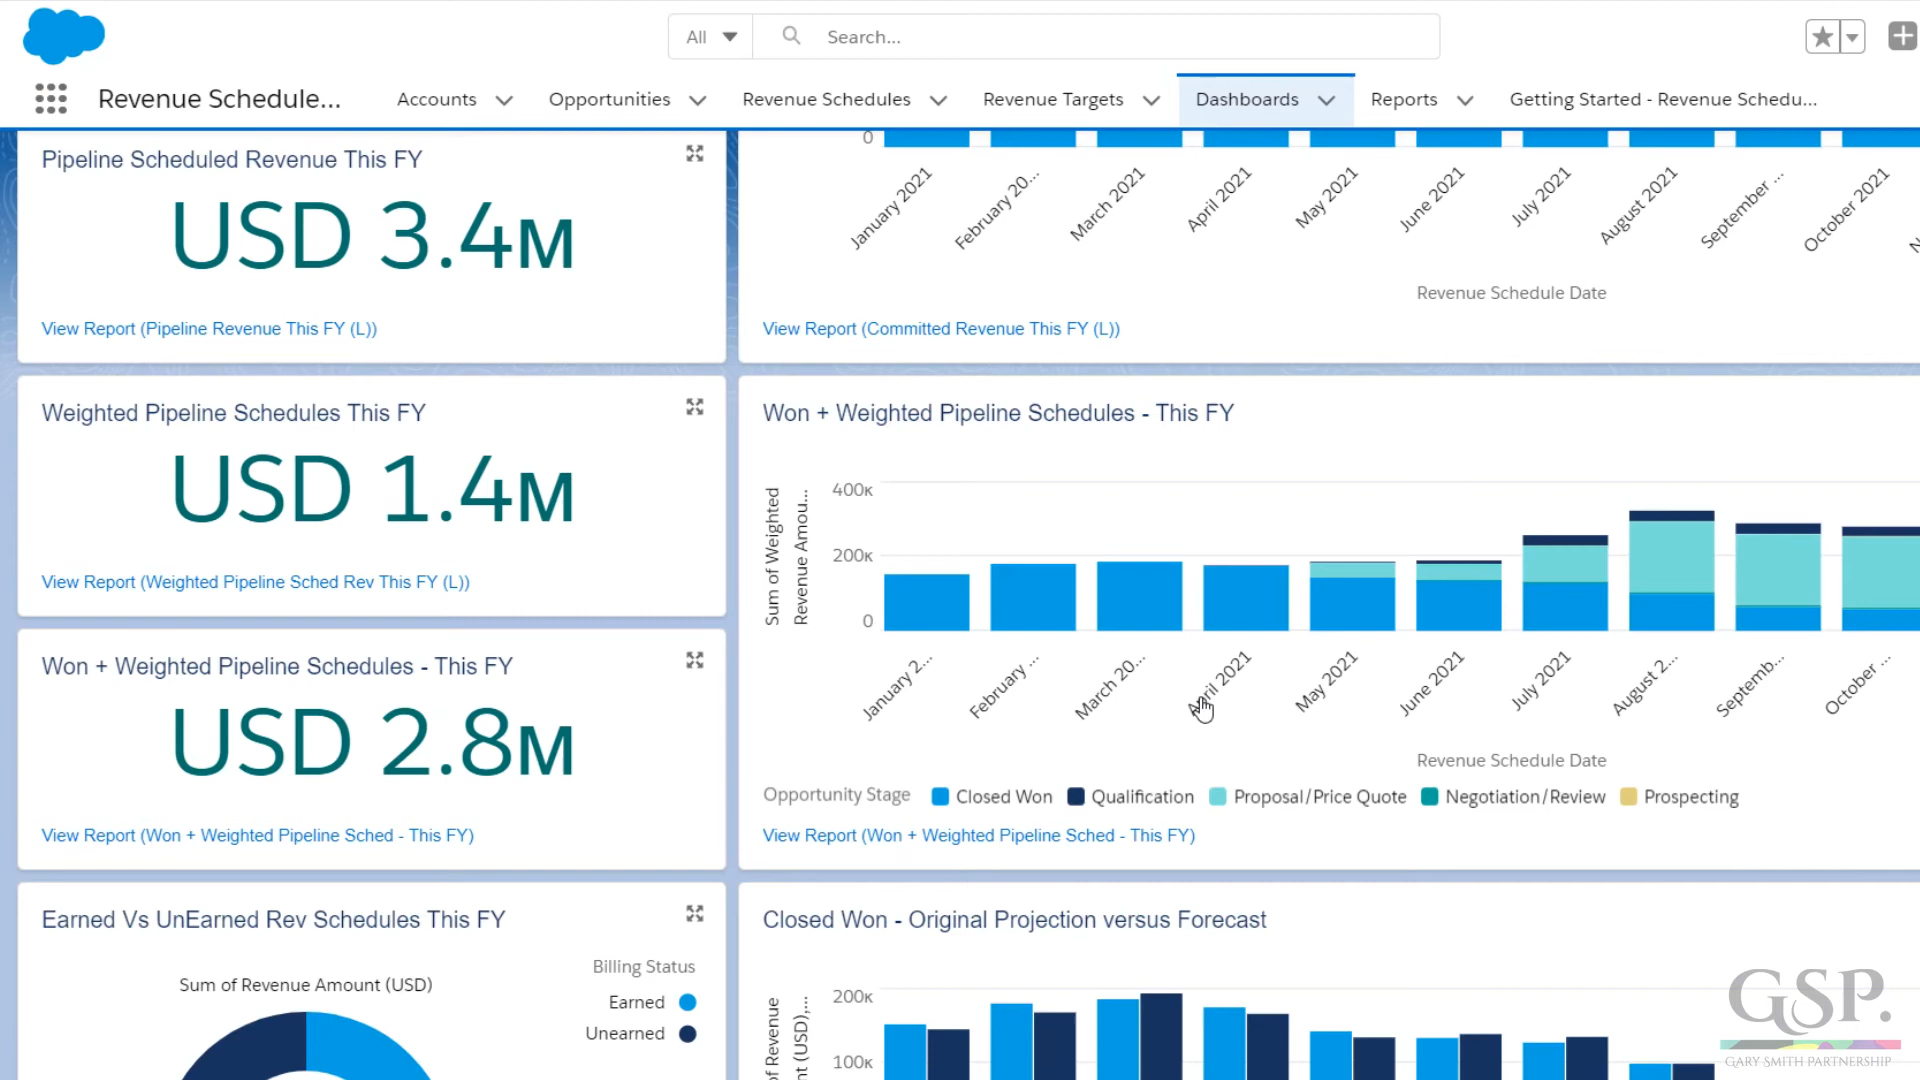 All
Search...
Revenue Schedule...
Accounts
Opportunities
Revenue Schedules
Revenue Targets
Dashboards
Reports
Getting Started - Revenue Schedu...
Pipeline Scheduled Revenue This FY
USD 3.4M
View Report (Pipeline Revenue This FY (L))
0
January 2021
February 20...
March 2021
April 2021
May 2021
June 2021
July 2021
August 2021
September ...
October 2021
Revenue Schedule Date
View Report (Committed Revenue This FY (L))
Weighted Pipeline Schedules This FY
USD 1.4M
View Report (Weighted Pipeline Sched Rev This FY (L))
Won + Weighted Pipeline Schedules - This FY
Sum of Weighted
Revenue Amou...
400K
200K
0
January 2...
February ...
March 20...
April 2021
May 2021
June 2021
July 2021
August 2...
Septemb...
October ...
Revenue Schedule Date
Opportunity Stage
Closed Won
Qualification
Proposal/Price Quote
Negotiation/Review
Prospecting
View Report (Won + Weighted Pipeline Sched - This FY)
Won + Weighted Pipeline Schedules - This FY
USD 2.8M
View Report (Won + Weighted Pipeline Sched - This FY)
Earned Vs UnEarned Rev Schedules This FY
Sum of Revenue Amount (USD)
Billing Status
Earned
Unearned
Closed Won - Original Projection versus Forecast
of Revenue
nt (USD),...
200K
100K
GSP.
GARY SMITH PARTNERSHIP